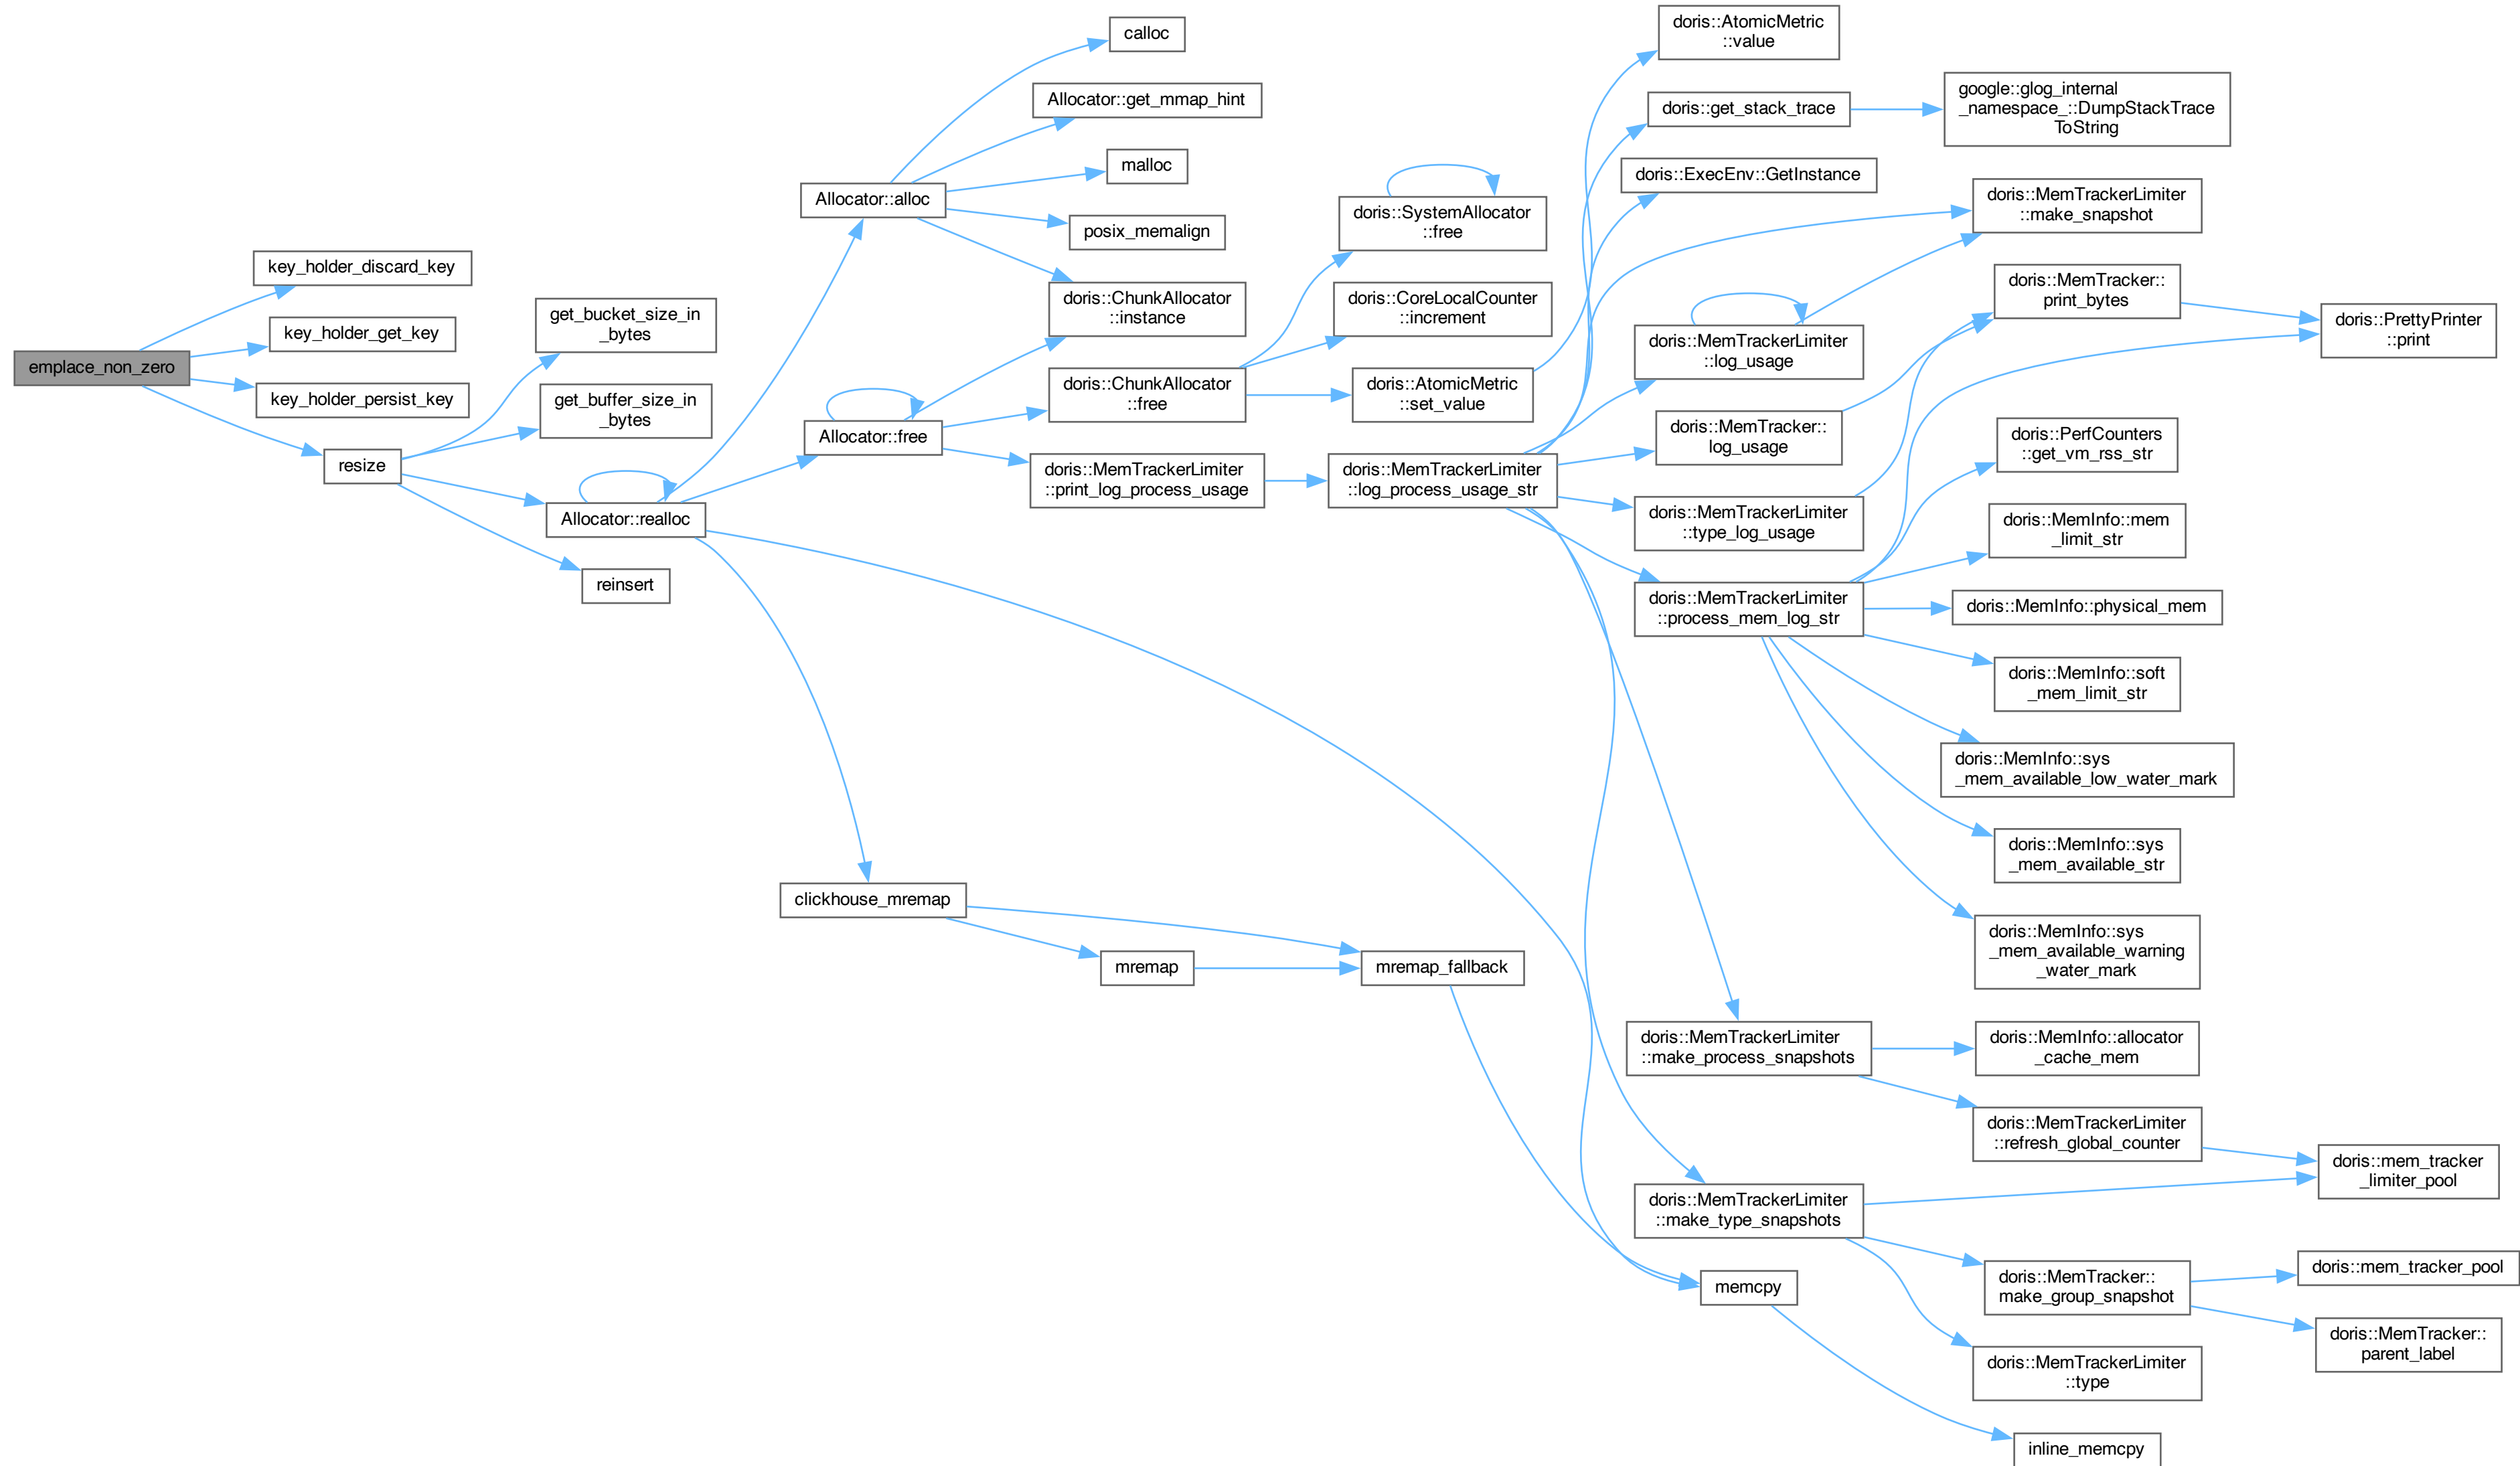 emplace_non_zero
key_holder_discard_key
key_holder_get_key
key_holder_persist_key
resize
get_bucket_size_in
_bytes
get_buffer_size_in
_bytes
Allocator::realloc
reinsert
Allocator::alloc
Allocator::free
clickhouse_mremap
calloc
Allocator::get_mmap_hint
malloc
posix_memalign
doris::ChunkAllocator
::instance
doris::ChunkAllocator
::free
doris::MemTrackerLimiter
::print_log_process_usage
mremap
doris::SystemAllocator
::free
doris::CoreLocalCounter
::increment
doris::AtomicMetric
::set_value
doris::MemTrackerLimiter
::log_process_usage_str
mremap_fallback
doris::AtomicMetric
::value
doris::get_stack_trace
doris::ExecEnv::GetInstance
doris::MemTrackerLimiter
::log_usage
doris::MemTracker::
log_usage
doris::MemTrackerLimiter
::type_log_usage
doris::MemTrackerLimiter
::process_mem_log_str
doris::MemTrackerLimiter
::make_process_snapshots
doris::MemTrackerLimiter
::make_type_snapshots
memcpy
google::glog_internal
_namespace_::DumpStackTrace
ToString
doris::MemTrackerLimiter
::make_snapshot
doris::MemTracker::
print_bytes
doris::PerfCounters
::get_vm_rss_str
doris::MemInfo::mem
_limit_str
doris::MemInfo::physical_mem
doris::MemInfo::soft
_mem_limit_str
doris::MemInfo::sys
_mem_available_low_water_mark
doris::MemInfo::sys
_mem_available_str
doris::MemInfo::sys
_mem_available_warning
_water_mark
doris::MemInfo::allocator
_cache_mem
doris::MemTrackerLimiter
::refresh_global_counter
doris::MemTracker::
make_group_snapshot
doris::MemTrackerLimiter
::type
inline_memcpy
doris::PrettyPrinter
::print
doris::mem_tracker
_limiter_pool
doris::mem_tracker_pool
doris::MemTracker::
parent_label